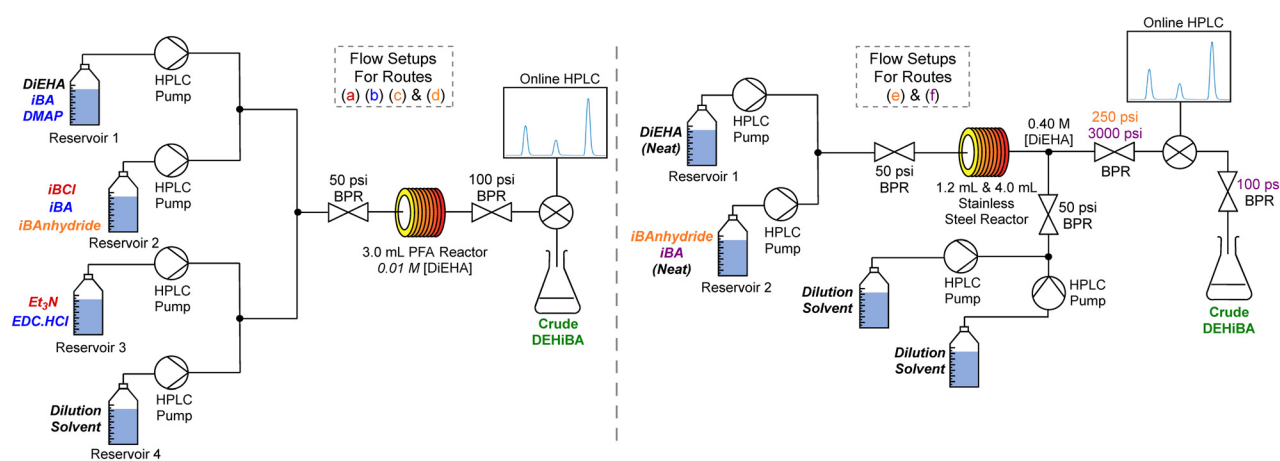 DiEHA
iBA
DMAP
Reservoir 1
HPLC
Pump
iBCl
iBA
iBAnhydride
Reservoir 2
HPLC
Pump
Et₃N
EDC.HCl
Reservoir 3
HPLC
Pump
Dilution
Solvent
Reservoir 4
HPLC
Pump
Flow Setups
For Routes
(a) (b) (c) & (d)
50 psi
BPR
3.0 mL PFA Reactor
0.01 M [DiEHA]
100 psi
BPR
Online HPLC
Crude
DEHiBA
DiEHA
(Neat)
Reservoir 1
HPLC
Pump
iBAnhydride
iBA
(Neat)
Reservoir 2
HPLC
Pump
Flow Setups
For Routes
(e) & (f)
50 psi
BPR
1.2 mL & 4.0 mL
Stainless
Steel Reactor
0.40 M
[DiEHA]
50 psi
BPR
Dilution
Solvent
HPLC
Pump
Dilution
Solvent
HPLC
Pump
250 psi
3000 psi
BPR
Online HPLC
100 ps
BPR
Crude
DEHiBA